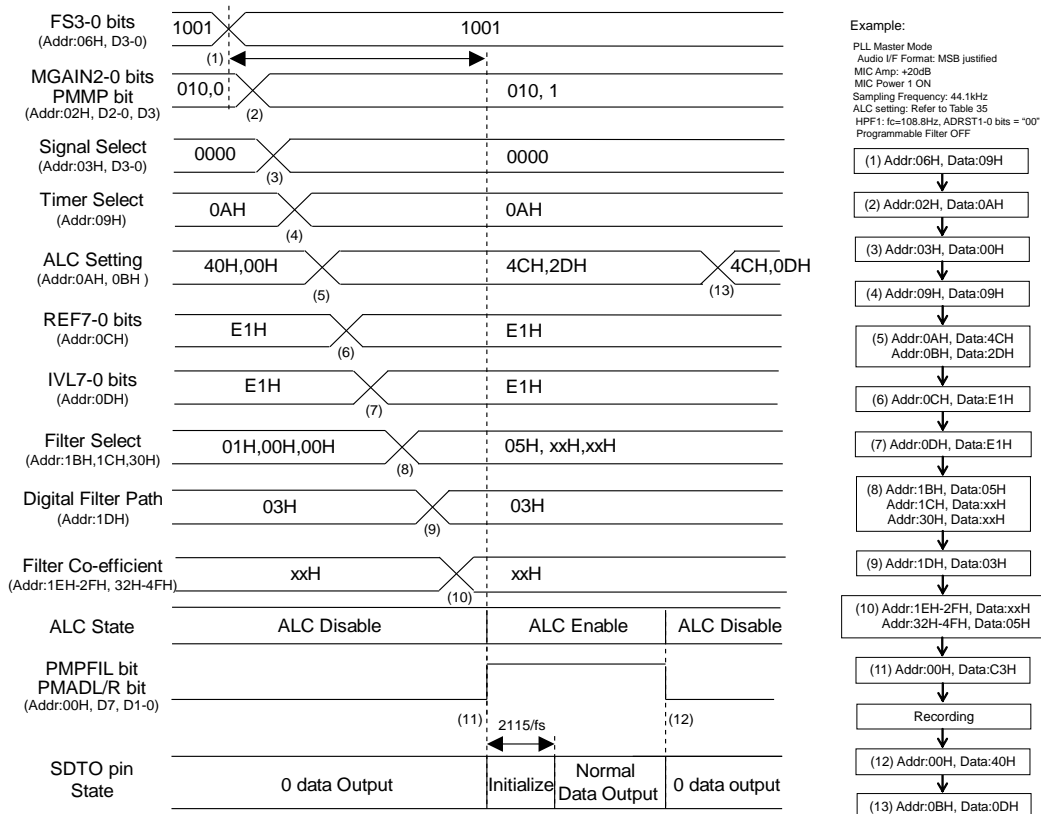 FS3-0 bits
(Addr:06H, D3-0)
1001
1001
(1)
MGAIN2-0 bits
PMMP bit
(Addr:02H, D2-0, D3)
010,0
010, 1
(2)
Signal Select
(Addr:03H, D3-0)
0000
0000
(3)
Timer Select
(Addr:09H)
0AH
0AH
(4)
ALC Setting
(Addr:0AH, 0BH )
40H,00H
4CH,2DH
4CH,0DH
(5)
(13)
REF7-0 bits
(Addr:0CH)
E1H
E1H
(6)
IVL7-0 bits
(Addr:0DH)
E1H
E1H
(7)
Filter Select
(Addr:1BH,1CH,30H)
01H,00H,00H
05H, xxH,xxH
(8)
Digital Filter Path
(Addr:1DH)
03H
03H
(9)
Filter Co-efficient
(Addr:1EH-2FH, 32H-4FH)
xxH
xxH
(10)
ALC State
ALC Disable
ALC Enable
ALC Disable
PMPFIL bit
PMADL/R bit
(Addr:00H, D7, D1-0)
(11)
(12)
2115/fs
SDTO pin
State
0 data Output
Initialize
Normal
Data Output
0 data output
Example:
PLL Master Mode
Audio I/F Format: MSB justified
MIC Amp: +20dB
MIC Power 1 ON
Sampling Frequency: 44.1kHz
ALC setting: Refer to Table 35
HPF1: fc=108.8Hz, ADRST1-0 bits = “00”
Programmable Filter OFF
(1) Addr:06H, Data:09H
(2) Addr:02H, Data:0AH
(3) Addr:03H, Data:00H
(4) Addr:09H, Data:09H
(5) Addr:0AH, Data:4CH
Addr:0BH, Data:2DH
(6) Addr:0CH, Data:E1H
(7) Addr:0DH, Data:E1H
(8) Addr:1BH, Data:05H
Addr:1CH, Data:xxH
Addr:30H, Data:xxH
(9) Addr:1DH, Data:03H
(10) Addr:1EH-2FH, Data:xxH
Addr:32H-4FH, Data:05H
(11) Addr:00H, Data:C3H
Recording
(12) Addr:00H, Data:40H
(13) Addr:0BH, Data:0DH